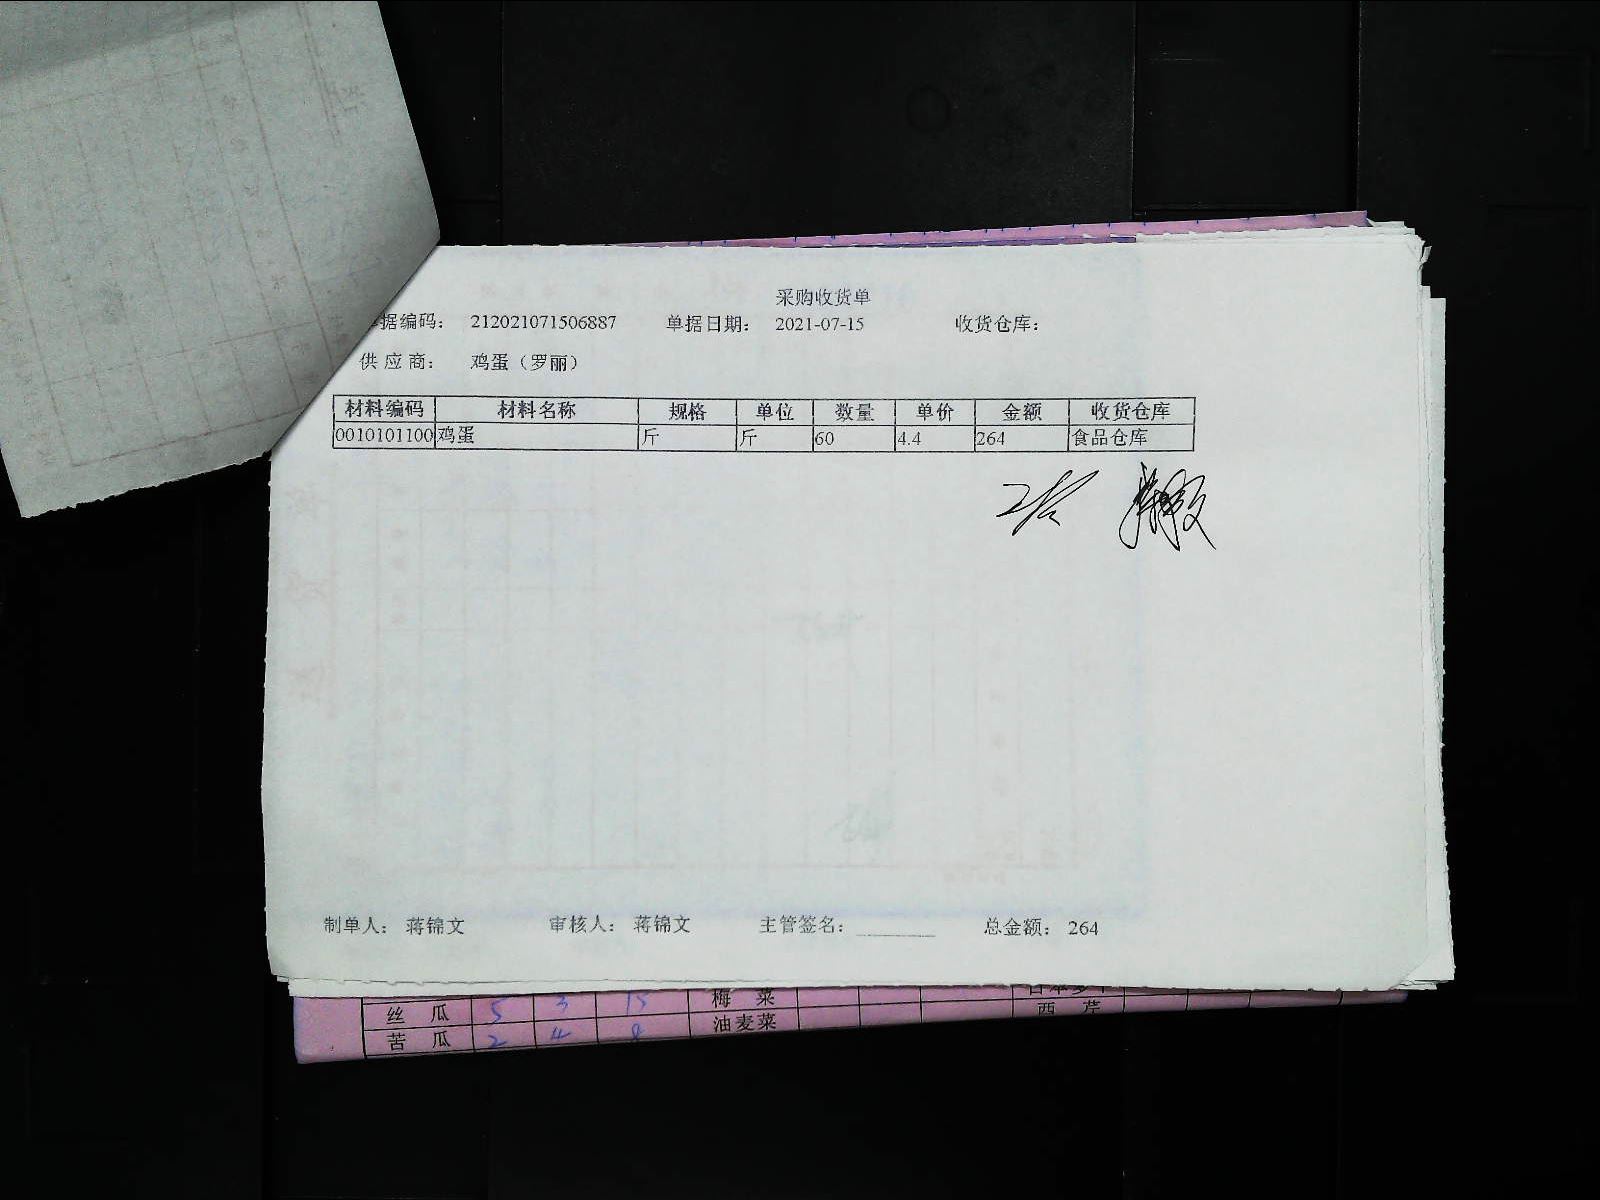 采购收货单
据编码： 212021071506887 单据日期： 2021-07-15 收货仓库：
供应商： 鸡蛋（罗丽）
材料编码 材料名称 规格 单位 数量 单价 金额 收货仓库
0010101100 鸡蛋 斤 斤 60 4.4 264 食品仓库
制单人： 蒋锦文 审核人： 蒋锦文 主管签名： 总金额： 264
丝瓜 5 3 15 梅菜 西芹
苦瓜 2 4 8 油麦菜